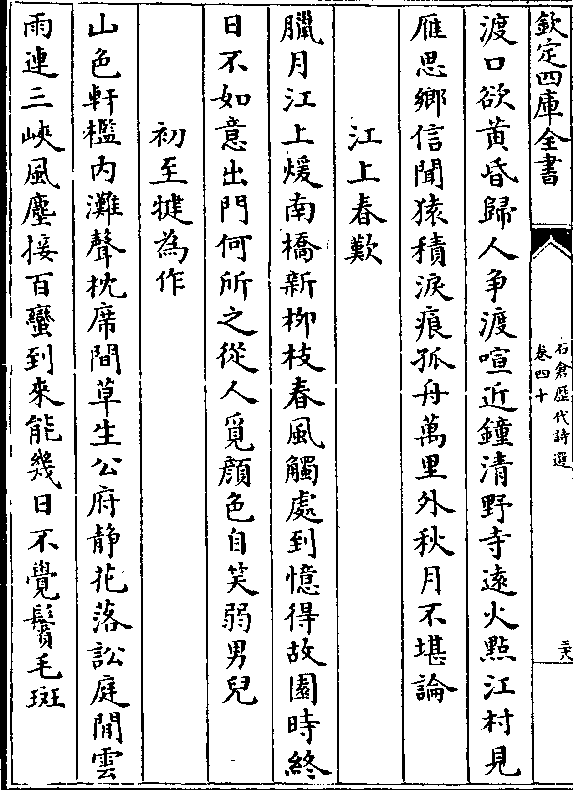 欽定四庫全書
石倉歴代詩選
卷四十
二六
渡口欲黄昏歸人爭渡喧近鐘清野寺遠火點江村見
雁思鄉信聞猿積淚痕孤舟萬里外秋月不堪論
江上春歎
臘月江上煖南橋新栁枝春風觸處到憶得故園時終
日不如意出門何所之從人覓顔色自笑弱男兒
初至犍為作
山色軒檻内灘聲枕席間草生公府静花落訟庭閒雲
雨連三峽風塵接百蠻到來能幾日不覺鬢毛斑